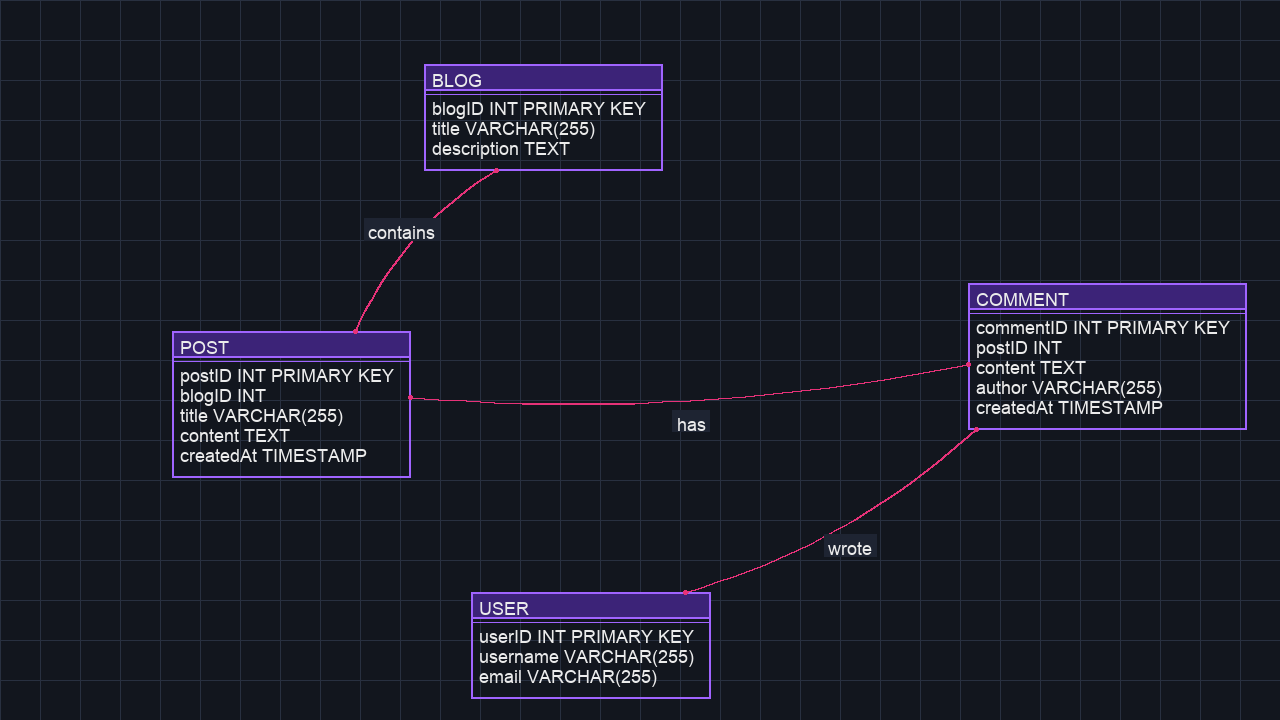 BLOG
blogID INT PRIMARY KEY
title VARCHAR(255)
description TEXT
contains
POST
postID INT PRIMARY KEY
blogID INT
title VARCHAR(255)
content TEXT
createdAt TIMESTAMP
has
COMMENT
commentID INT PRIMARY KEY
postID INT
content TEXT
author VARCHAR(255)
createdAt TIMESTAMP
wrote
USER
userID INT PRIMARY KEY
username VARCHAR(255)
email VARCHAR(255)